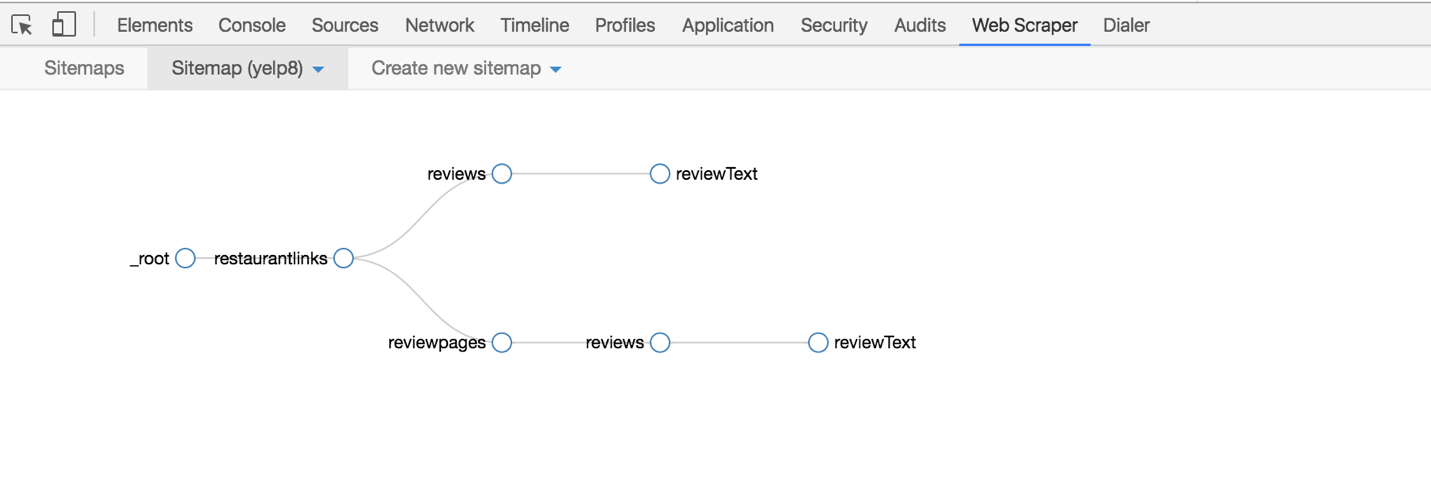 Elements Console Sources Network Timeline Profiles Application Security Audits Web Scraper Dialer
Sitemaps Sitemap (yelp8) Create new sitemap
reviews reviewText
_root restaurantlinks
reviewpages reviews reviewText